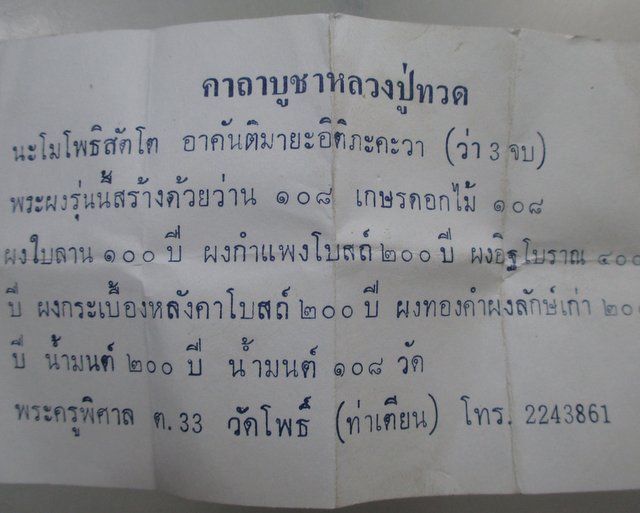 คาถาบูชาหลวงปู่ทวด
นะโมโพธิสัตโต อาคันติมายะอิติภะคะวา (ว่า 3 จบ)
พระผงรุ่นนี้สร้างด้วยว่าน ๑๐๘ เกษรดอกไม้ ๑๐๘
ผงใบลาน ๑๐๐ ปี ผงกำแพงโบสถ์ ๒๐๐ ปี ผงอิฐโบราณ ๔๐๐
ปี ผงกระเบื้องหลังคาโบสถ์ ๒๐๐ ปี ผงทองคำผงลักษ์เก่า ๒๐๐
ปี น้ำมนต์ ๒๐๐ ปี น้ำมนต์ ๑๐๘ วัด
พระครูพิศาล ต.33 วัดโพธิ์ (ท่าเตียน) โทร. 2243861